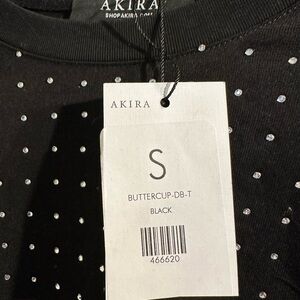 AKIRA
SHOPAKIRA.COM
AKIRA
S
BUTTERCUP-DB-T
BLACK
466620